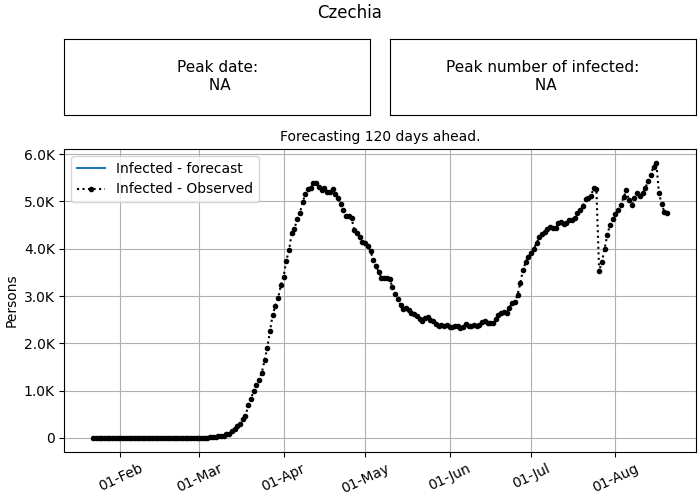 Czechia
Peak date:
NA
Peak number of infected:
NA
Forecasting 120 days ahead.
Infected - forecast
Infected - Observed
Persons
6.0K
5.0K
4.0K
3.0K
2.0K
1.0K
0
01-Feb
01-Mar
01-Apr
01-May
01-Jun
01-Jul
01-Aug